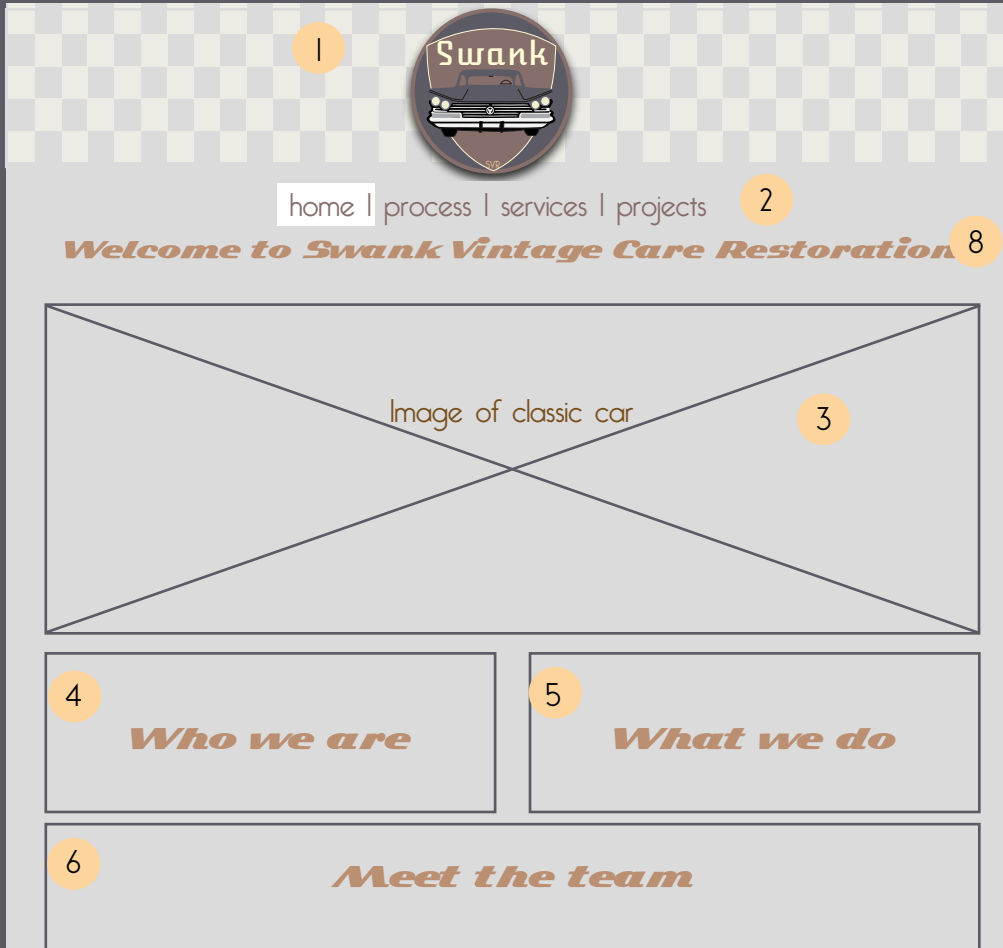 1
Swank
SVR
home | process | services | projects
2
Welcome to Swank Vintage Care Restoration
8
Image of classic car
3
4
Who we are
5
What we do
6
Meet the team